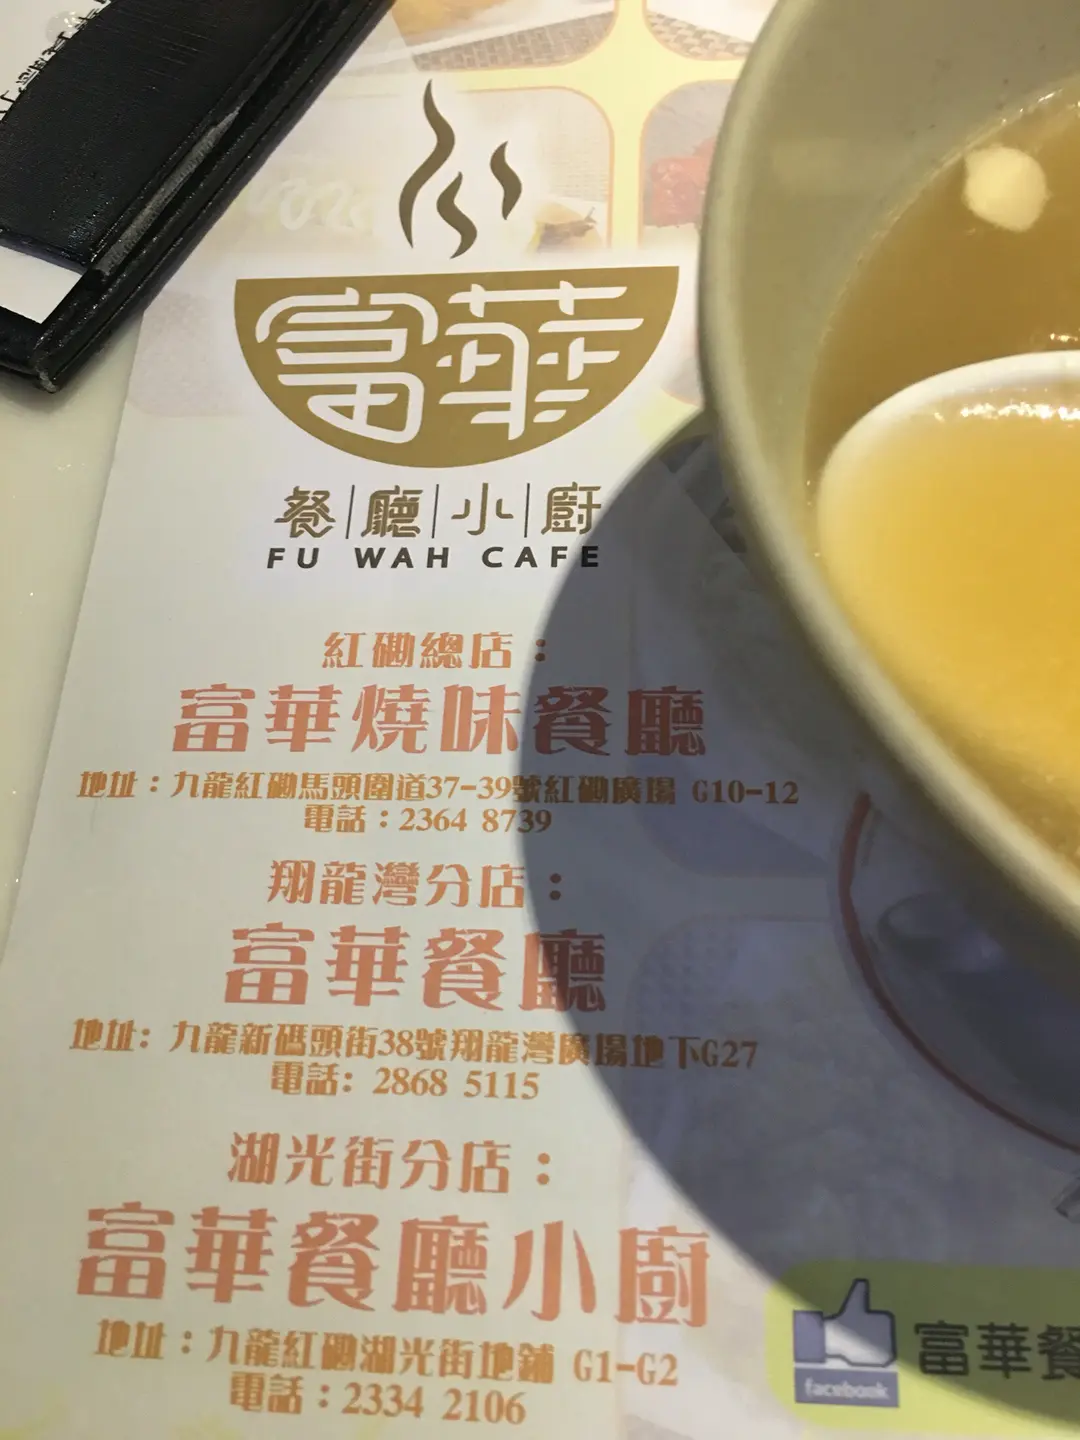 富華
餐|廳|小|廚
FU WAH CAFE
紅磡總店：
富華燒味餐廳
地址：九龍紅磡馬頭圍道37-39號紅磡廣場 G10-12
電話：2364 8739
翔龍灣分店：
富華餐廳
地址: 九龍新碼頭街38號翔龍灣廣場地下G27
電話: 2868 5115
湖光街分店：
富華餐廳小廚
地址：九龍紅磡湖光街地舖 G1-G2
電話：2334 2106
facebook
富華餐